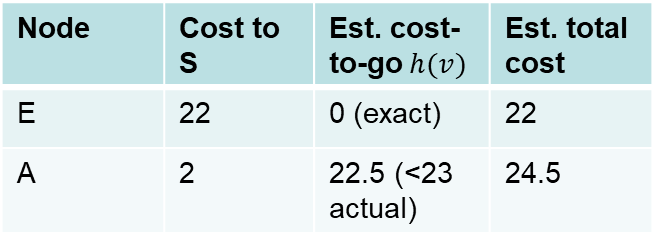 Node
Cost to
S
Est. cost-
to-go h(v)
Est. total
cost
E
22
0 (exact)
22
A
2
22.5 (<23
actual)
24.5